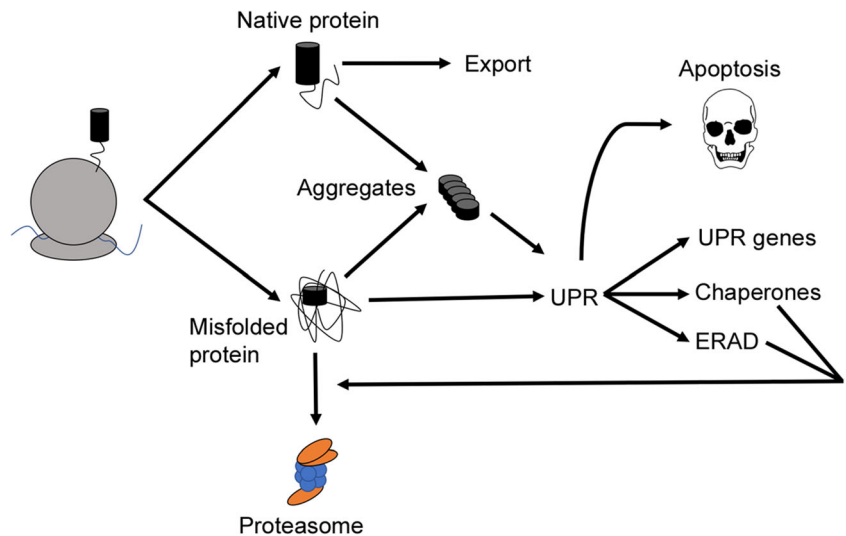 Native protein
Export
Apoptosis
Aggregates
UPR genes
UPR
Chaperones
Misfolded
protein
ERAD
Proteasome